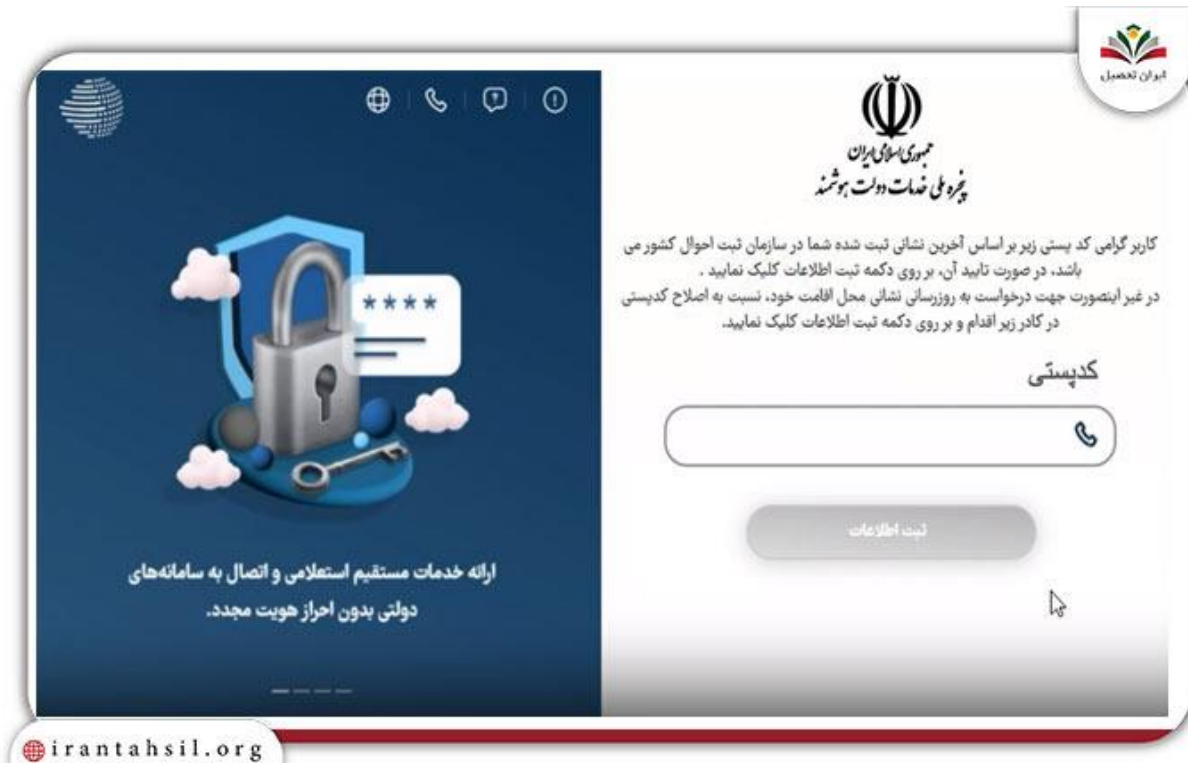 ایران تحصیل
جمهوری اسلامی ایران
پنجره ملی خدمات دولت هوشمند
کاربر گرامی کد پستی زیر بر اساس آخرین نشانی ثبت شده شما در سازمان ثبت احوال کشور می
باشد، در صورت تایید آن، بر روی دکمه ثبت اطلاعات کلیک نمایید .
در غیر اینصورت جهت درخواست به روزرسانی نشانی محل اقامت خود، نسبت به اصلاح کدپستی
در کادر زیر اقدام و بر روی دکمه ثبت اطلاعات کلیک نمایید.
کدپستی
ثبت اطلاعات
****
ارائه خدمات مستقیم استعلامی و اتصال به سامانه‌های
دولتی بدون احراز هویت مجدد.
irantahsil.org